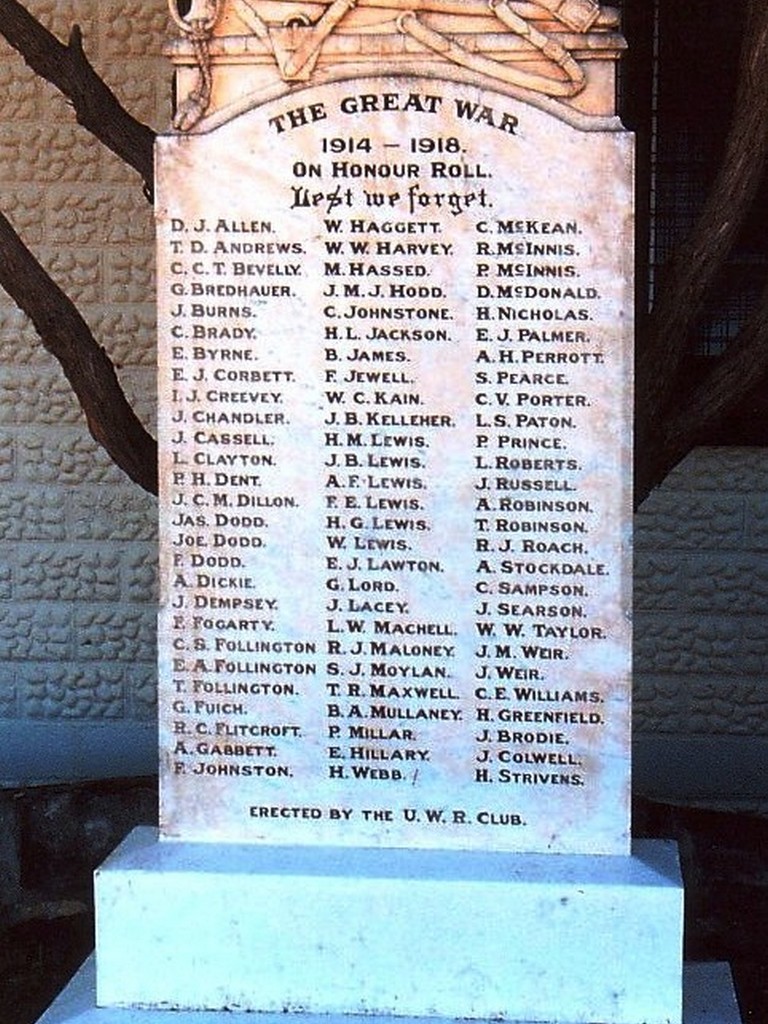 THE GREAT WAR
1914 – 1918.
ON HONOUR ROLL.
Lest we forget.
D. J. ALLEN.
T. D. ANDREWS.
C. C. T. BEVELLY.
G. BREDHAUER.
J. BURNS.
C. BRADY.
E. BYRNE.
E. J. CORBETT.
I. J. CREEVEY.
J. CHANDLER.
J. CASSELL.
L. CLAYTON.
P. H. DENT.
J. C. M. DILLON.
JAS. DODD.
JOE. DODD.
F. DODD.
A. DICKIE.
J. DEMPSEY.
F. FOGARTY.
C. S. FOLLINGTON
E. A. FOLLINGTON
T. FOLLINGTON.
G. FUICH.
R. C. FLITCROFT.
A. GABBETT.
F. JOHNSTON.
W. HAGGETT.
W. W. HARVEY.
M. HASSED.
J. M. J. HODD.
C. JOHNSTONE.
H. L. JACKSON.
B. JAMES.
F. JEWELL.
W. C. KAIN.
J. B. KELLEHER.
H. M. LEWIS.
J. B. LEWIS.
A. F. LEWIS.
F. E. LEWIS.
H. G. LEWIS.
W. LEWIS.
E. J. LAWTON.
G. LORD.
J. LACEY.
L. W. MACHELL.
R. J. MALONEY.
S. J. MOYLAN.
T. R. MAXWELL.
B. A. MULLANEY.
P. MILLAR.
E. HILLARY.
H. WEBB.
C. McKEAN.
R. McINNIS.
P. McINNIS.
D. McDONALD.
H. NICHOLAS.
E. J. PALMER.
A. H. PERROTT.
S. PEARCE.
C. V. PORTER.
L. S. PATON.
P. PRINCE.
L. ROBERTS.
J. RUSSELL.
A. ROBINSON.
T. ROBINSON.
R. J. ROACH.
A. STOCKDALE.
C. SAMPSON.
J. SEARSON.
W. W. TAYLOR.
J. M. WEIR.
J. WEIR.
C. E. WILLIAMS.
H. GREENFIELD.
J. BRODIE.
J. COLWELL.
H. STRIVENS.
ERECTED BY THE U. W. R. CLUB.